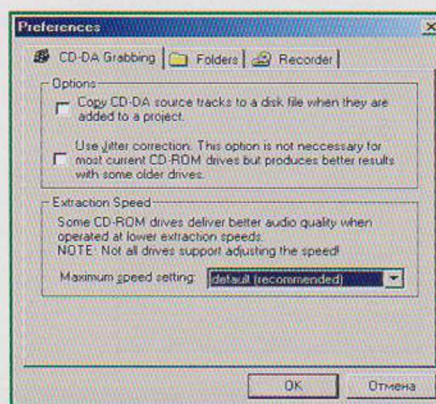 Preferences
CD-DA Grabbing
Folders
Recorder
Options
Copy CD-DA source tracks to a disk file when they are
added to a project.
Use Jitter correction. This option is not neccessary for
most current CD-ROM drives but produces better results
with some older drives.
Extraction Speed
Some CD-ROM drives deliver better audio quality when
operated at lower extraction speeds.
NOTE: Not all drives support adjusting the speed!
Maximum speed setting:
default (recommended)
OK
Отмена